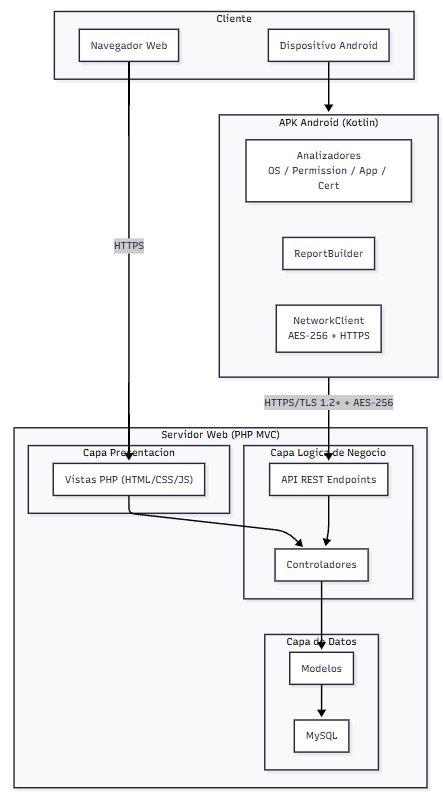 Cliente
Navegador Web
Dispositivo Android
APK Android (Kotlin)
Analizadores
OS / Permission / App /
Cert
HTTPS
ReportBuilder
NetworkClient
AES-256 + HTTPS
HTTPS/TLS 1.2+ + AES-256
Servidor Web (PHP MVC)
Capa Presentacion
Capa Logica de Negocio
Vistas PHP (HTML/CSS/JS)
API REST Endpoints
Controladores
Capa de Datos
Modelos
MySQL